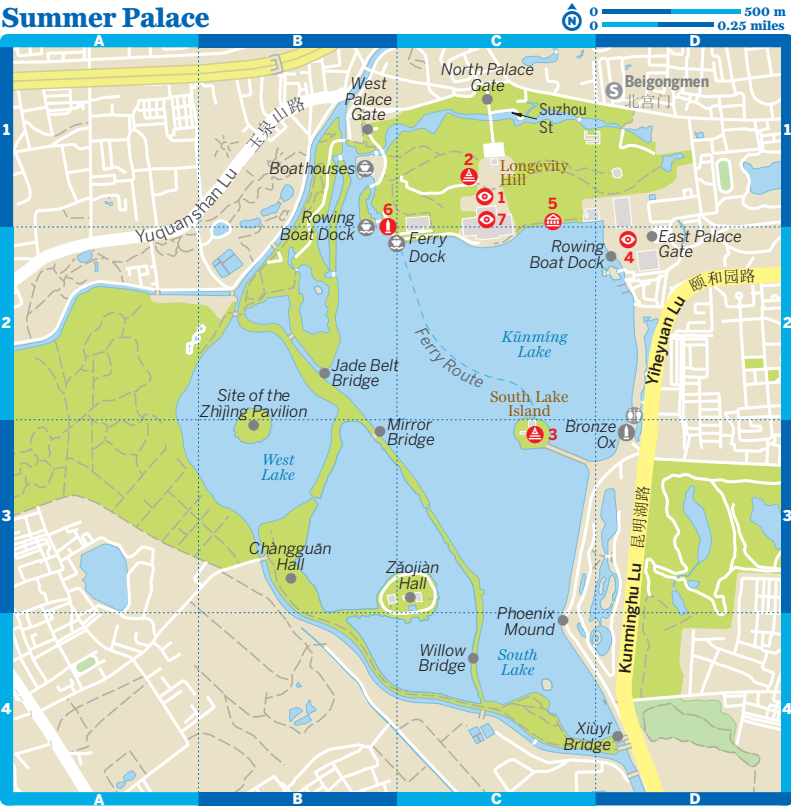 Summer Palace
N
0
500 m
0
0.25 miles
A
B
C
D
North Palace
Gate
West
Palace
Gate
Suzhou
St
S
Beigongmen
北宫门
玉泉山路
1
1
Boathouses
2
Longevity
Hill
1
Yuquanshan Lu
Rowing
Boat Dock
6
7
5
Ferry
Dock
Rowing
Boat Dock
4
East Palace
Gate
颐和园路
Yiheyuan Lu
2
2
Kūnmíng
Lake
Ferry Route
Jade Belt
Bridge
Site of the
Zhìjìng Pavilion
South Lake
Island
3
Mirror
Bridge
Bronze
Ox
West
Lake
3
3
昆明湖路
Kunminghu Lu
Chàngguān
Hall
Zǎojiàn
Hall
Phoenix
Mound
Willow
Bridge
South
Lake
4
4
Xiùyǐ
Bridge
A
B
C
D